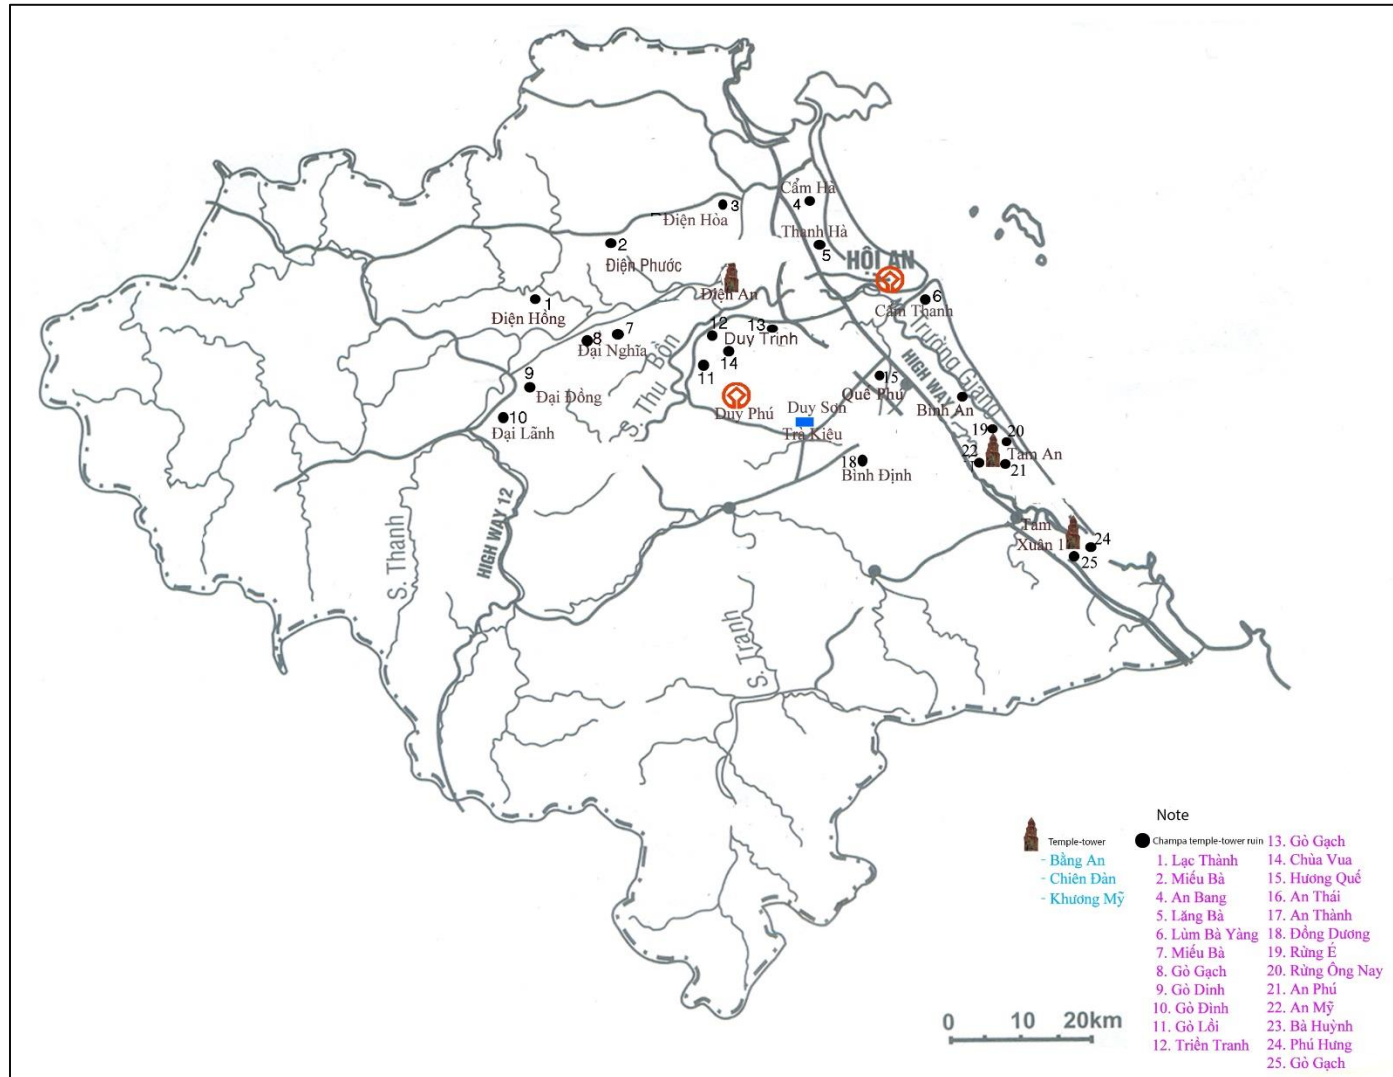 Cẩm Hà
4
3
Điện Hòa
Thanh Hà
5
2
Điện Phước
HỘI AN
Điện An
1
Điện Hồng
6
Cẩm Thanh
7
8
Đại Nghĩa
12
13
Duy Trinh
14
11
S. Thu Bồn
Trường Giang
HIGH WAY 1
15
Quế Phú
9
Đại Đồng
10
Đại Lãnh
Duy Phú
Duy Sơn
Trà Kiệu
Bình An
19
20
Tam An
22
21
18
Bình Định
HIGH WAY 12
S. Thanh
Tam
Xuân 1
24
25
S. Tranh
Note
Temple-tower
- Bằng An
- Chiên Đàn
- Khương Mỹ
Champa temple-tower ruin
1. Lạc Thành
2. Miếu Bà
4. An Bang
5. Lăng Bà
6. Lùm Bà Yàng
7. Miếu Bà
8. Gò Gạch
9. Gò Dinh
10. Gò Đình
11. Gò Lồi
12. Triền Tranh
13. Gò Gạch
14. Chùa Vua
15. Hương Quế
16. An Thái
17. An Thành
18. Đồng Dương
19. Rừng É
20. Rừng Ông Nay
21. An Phú
22. An Mỹ
23. Bà Huỳnh
24. Phú Hưng
25. Gò Gạch
0 10 20km